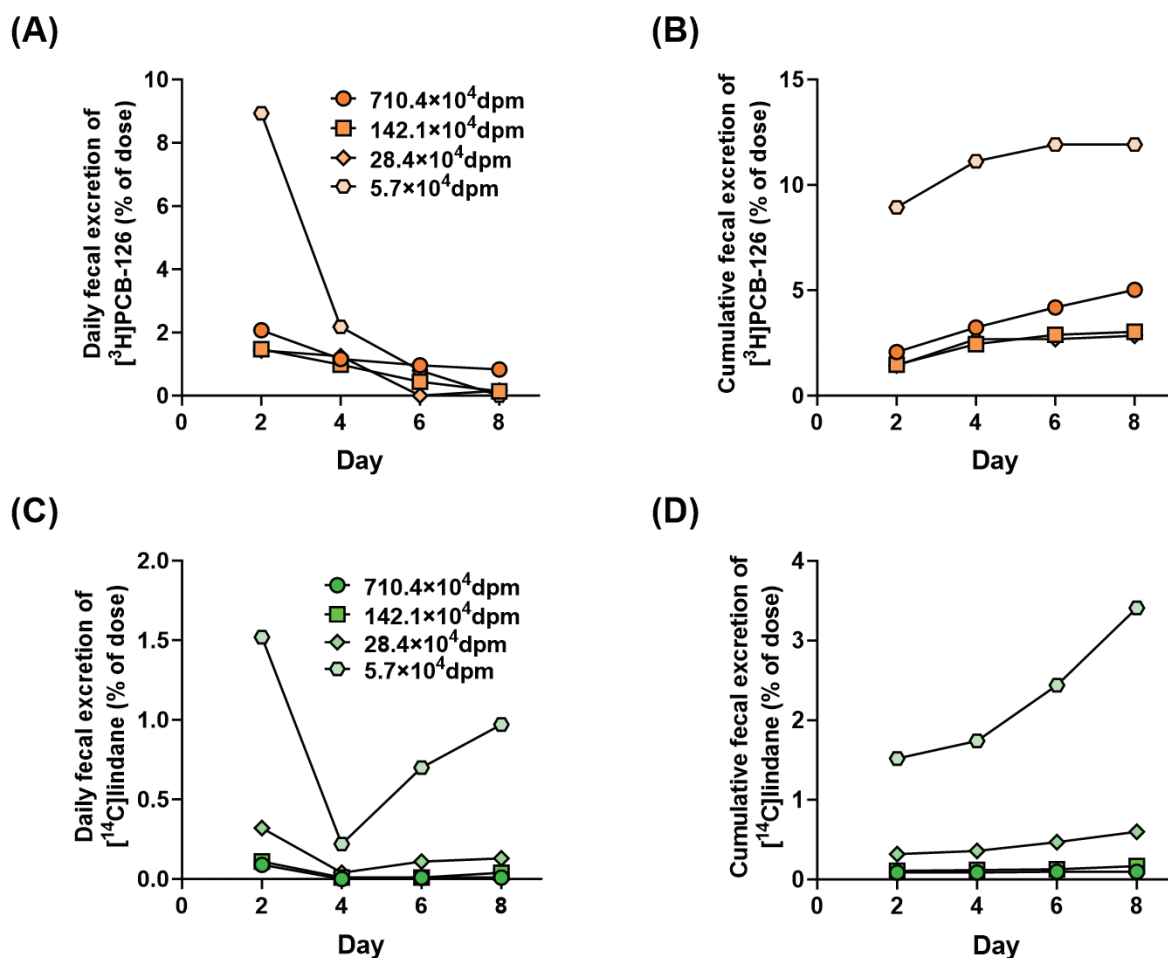 (A)
Daily fecal excretion of
[³H]PCB-126 (% of dose)
10
8
6
4
2
0
710.4×10⁴dpm
142.1×10⁴dpm
28.4×10⁴dpm
5.7×10⁴dpm
0 2 4 6 8
Day
(B)
Cumulative fecal excretion of
[³H]PCB-126 (% of dose)
15
10
5
0
0 2 4 6 8
Day
(C)
Daily fecal excretion of
[¹⁴C]lindane (% of dose)
2.0
1.5
1.0
0.5
0.0
710.4×10⁴dpm
142.1×10⁴dpm
28.4×10⁴dpm
5.7×10⁴dpm
0 2 4 6 8
Day
(D)
Cumulative fecal excretion of
[¹⁴C]lindane (% of dose)
4
3
2
1
0
0 2 4 6 8
Day